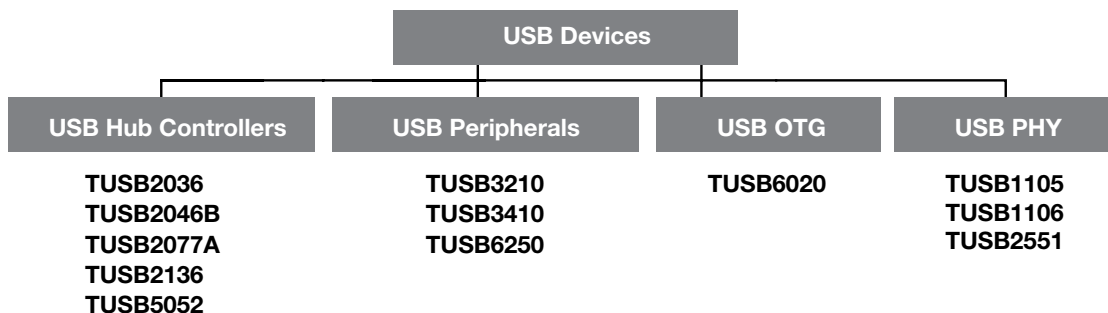 USB Devices
USB Hub Controllers
TUSB2036
TUSB2046B
TUSB2077A
TUSB2136
TUSB5052
USB Peripherals
TUSB3210
TUSB3410
TUSB6250
USB OTG
TUSB6020
USB PHY
TUSB1105
TUSB1106
TUSB2551